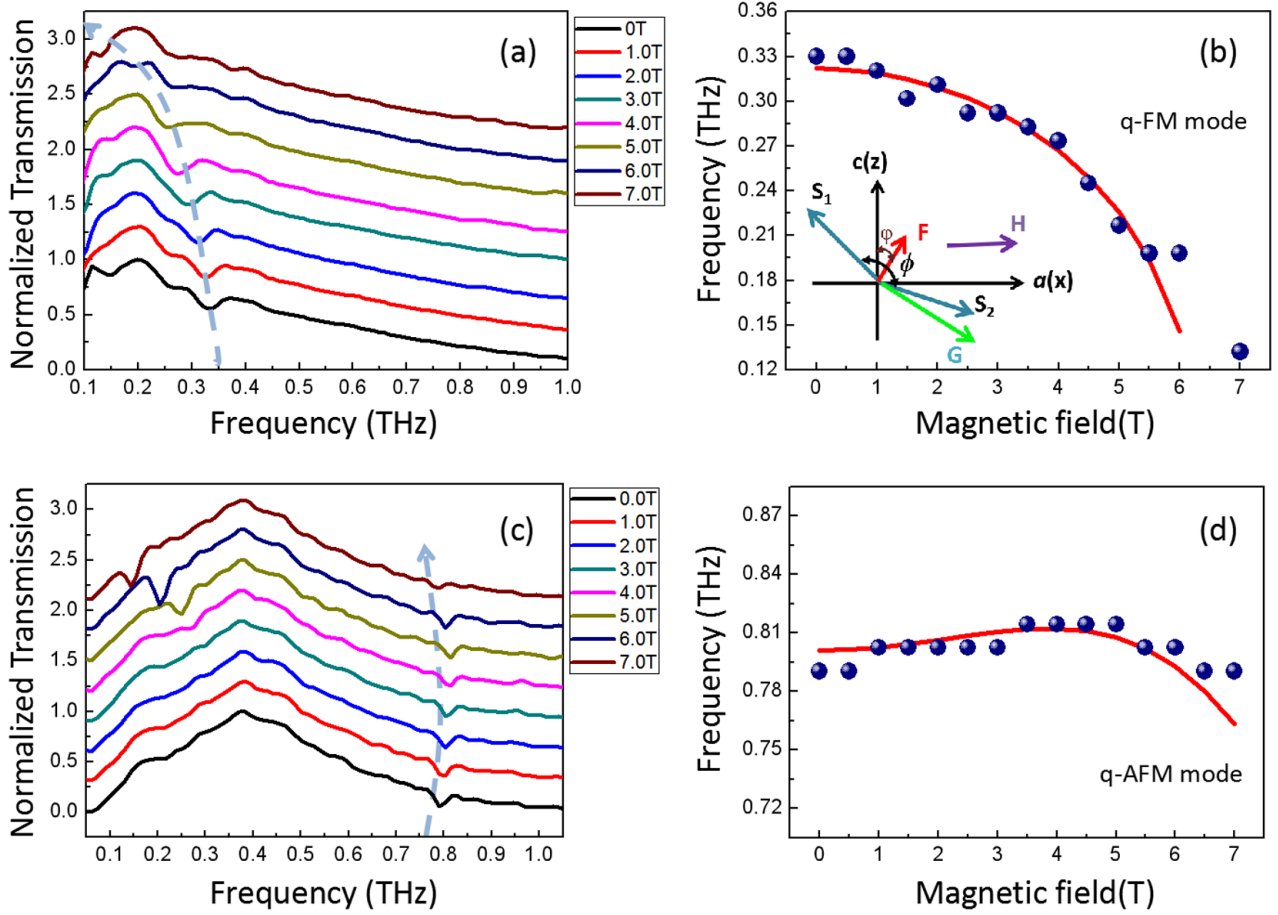 (a)
Normalized Transmission
3.0
2.5
2.0
1.5
1.0
0.5
0.0
0.1 0.2 0.3 0.4 0.5 0.6 0.7 0.8 0.9 1.0
Frequency (THz)
0T
1.0T
2.0T
3.0T
4.0T
5.0T
6.0T
7.0T
(b)
Frequency (THz)
0.36
0.33
0.30
0.27
0.24
0.21
0.18
0.15
0.12
0 1 2 3 4 5 6 7
Magnetic field(T)
q-FM mode
c(z)
S1
F
H
φ
ϕ
a(x)
S2
G
(c)
Normalized Transmission
3.0
2.5
2.0
1.5
1.0
0.5
0.0
0.1 0.2 0.3 0.4 0.5 0.6 0.7 0.8 0.9 1.0
Frequency (THz)
0.0T
1.0T
2.0T
3.0T
4.0T
5.0T
6.0T
7.0T
(d)
Frequency (THz)
0.87
0.84
0.81
0.78
0.75
0.72
0 1 2 3 4 5 6 7
Magnetic field(T)
q-AFM mode